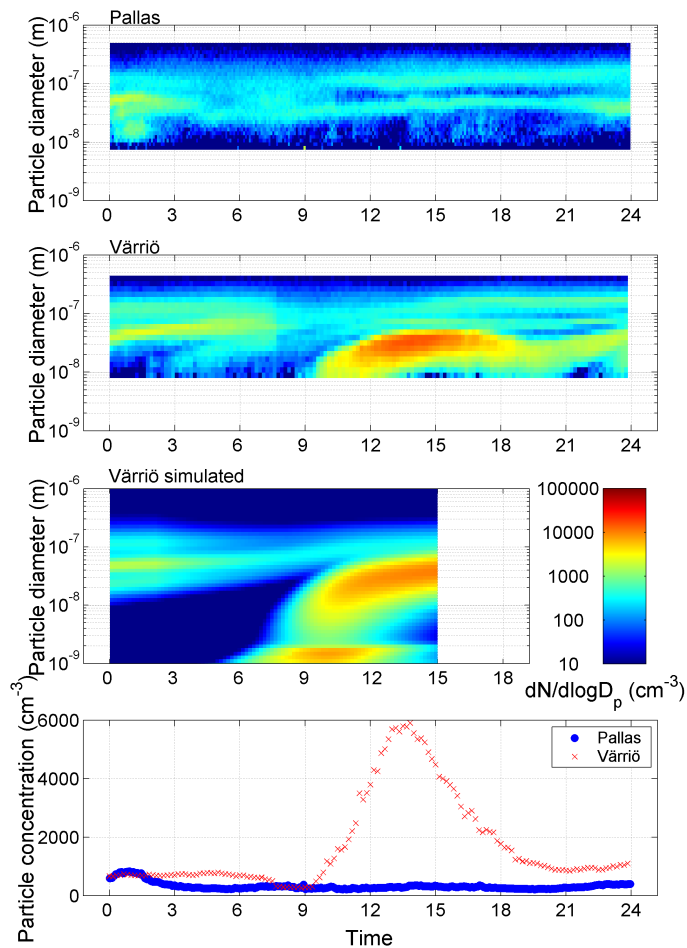 Pallas
Particle diameter (m)
10^-6
10^-7
10^-8
10^-9
0 3 6 9 12 15 18 21 24
Värriö
Particle diameter (m)
10^-6
10^-7
10^-8
10^-9
0 3 6 9 12 15 18 21 24
Värriö simulated
Particle diameter (m)
10^-6
10^-7
10^-8
10^-9
0 3 6 9 12 15 18
100000
10000
1000
100
10
dN/dlogD_p (cm^-3)
Particle concentration (cm^-3)
6000
4000
2000
0
Pallas
Värriö
0 3 6 9 12 15 18 21 24
Time